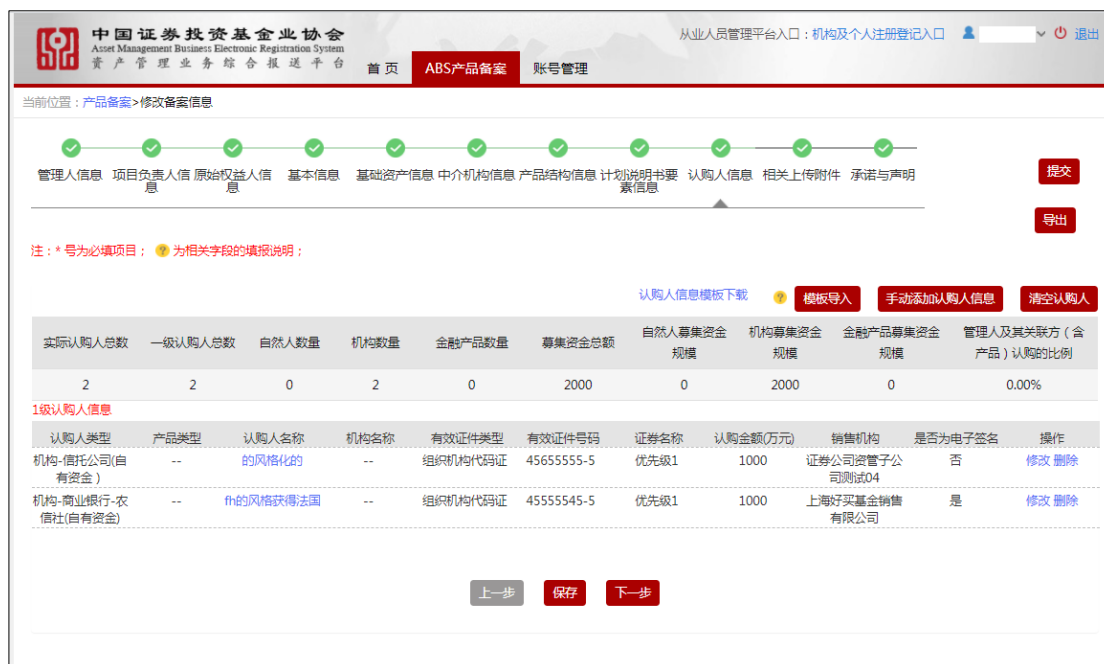 中国证券投资基金业协会
Asset Management Business Electronic Registration System
资产管理业务综合报送平台
首页 ABS产品备案 账号管理
从业人员管理平台入口：机构及个人注册登记入口 退出
当前位置：产品备案>修改备案信息
管理人信息 项目负责人信息 原始权益人信息 基本信息 基础资产信息 中介机构信息 产品结构信息 计划说明书要素信息 认购人信息 相关上传附件 承诺与声明
提交
导出
注：* 号为必填项目； ? 为相关字段的填报说明；
认购人信息模板下载 ? 模板导入 手动添加认购人信息 清空认购人
实际认购人总数 一级认购人总数 自然人数量 机构数量 金融产品数量 募集资金总额 自然人募集资金规模 机构募集资金规模 金融产品募集资金规模 管理人及其关联方（含产品）认购的比例
2 2 0 2 0 2000 0 2000 0 0.00%
1级认购人信息
认购人类型 产品类型 认购人名称 机构名称 有效证件类型 有效证件号码 证券名称 认购金额(万元) 销售机构 是否为电子签名 操作
机构-信托公司(自有资金） -- 的风格化的 -- 组织机构代码证 45655555-5 优先级1 1000 证券公司资管子公司测试04 否 修改 删除
机构-商业银行-农信社(自有资金) -- fh的风格获得法国 -- 组织机构代码证 45555545-5 优先级1 1000 上海好买基金销售有限公司 是 修改 删除
上一步 保存 下一步